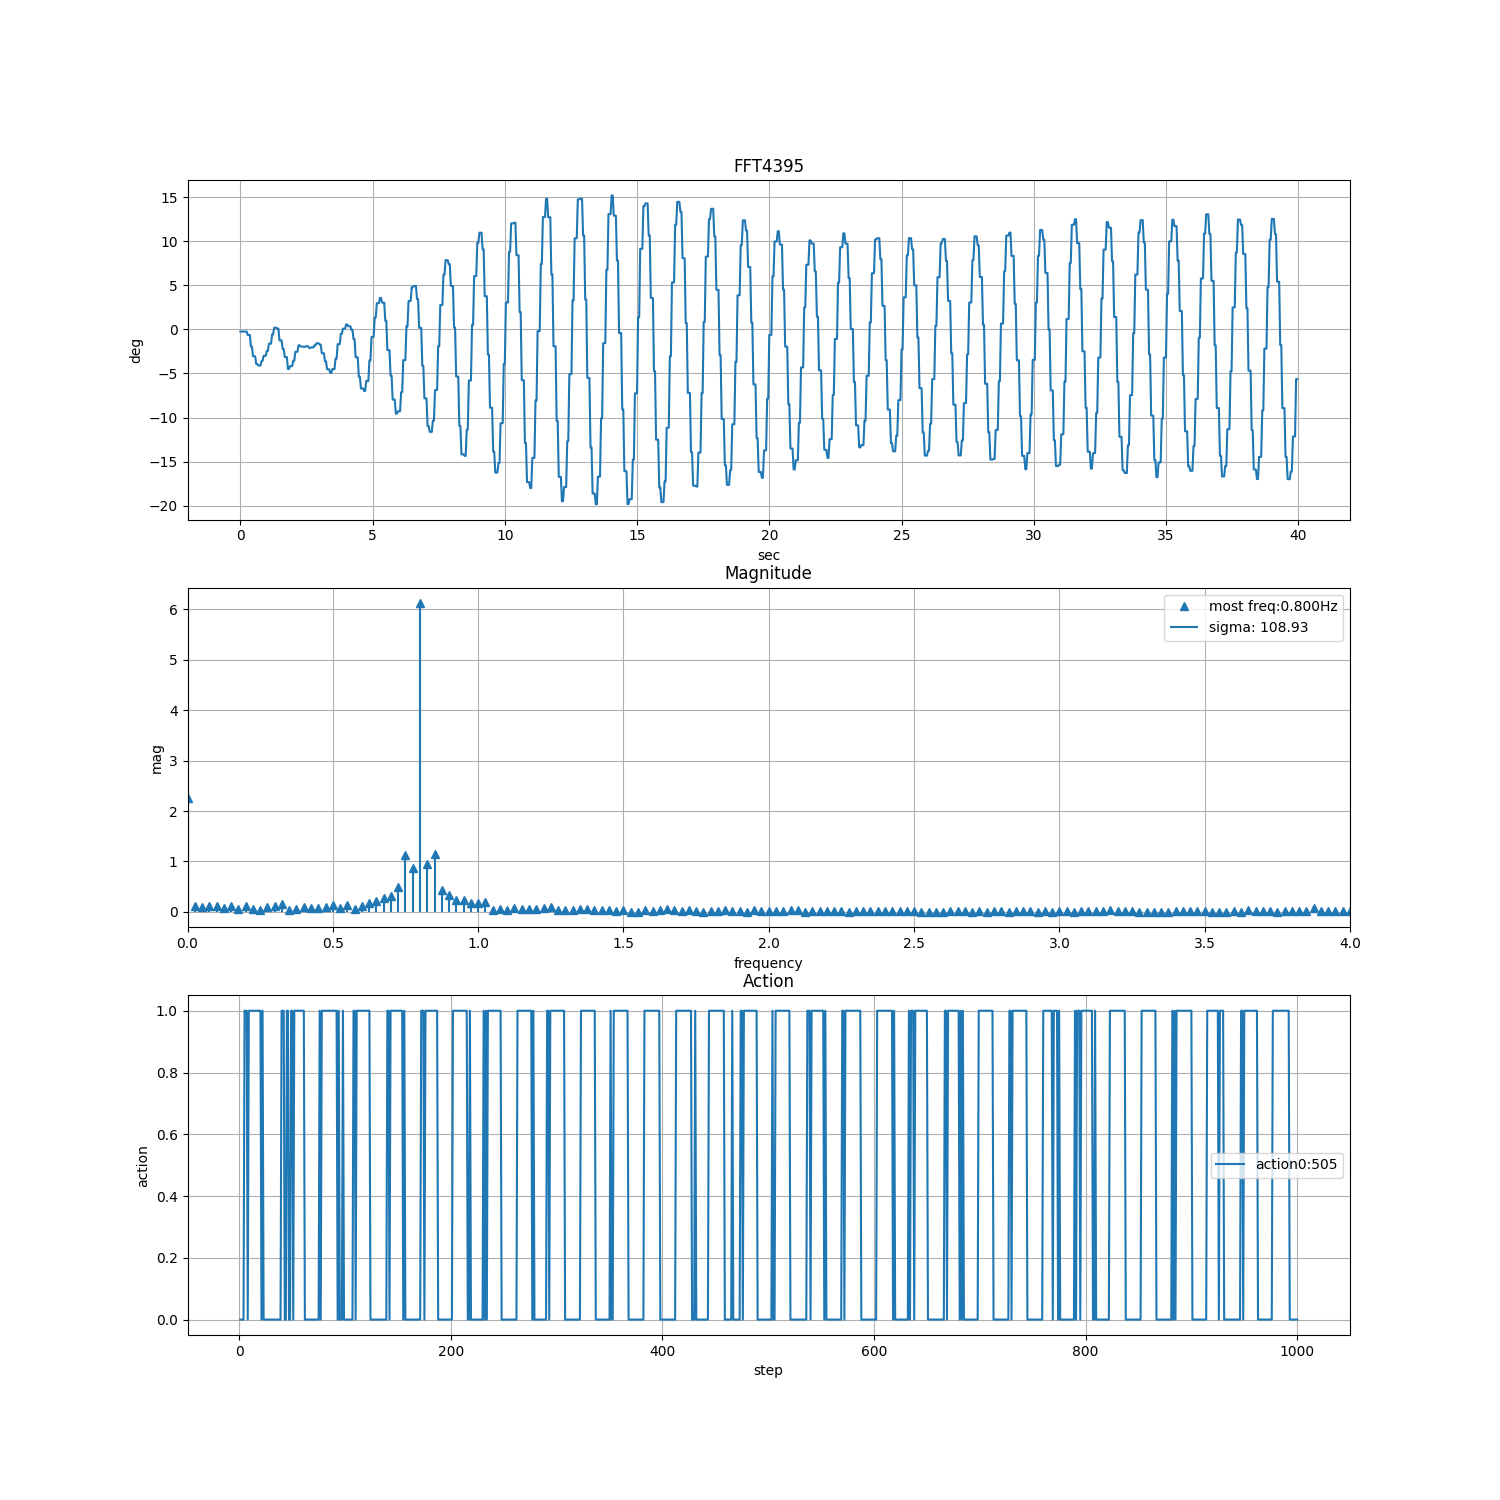 FFT4395
15
10
5
0
−5
−10
−15
−20
deg
0 5 10 15 20 25 30 35 40
sec
Magnitude
most freq:0.800Hz
sigma: 108.93
6
5
4
3
2
1
0
mag
0.0 0.5 1.0 1.5 2.0 2.5 3.0 3.5 4.0
frequency
Action
1.0
0.8
0.6
0.4
0.2
0.0
action
action0:505
0 200 400 600 800 1000
step